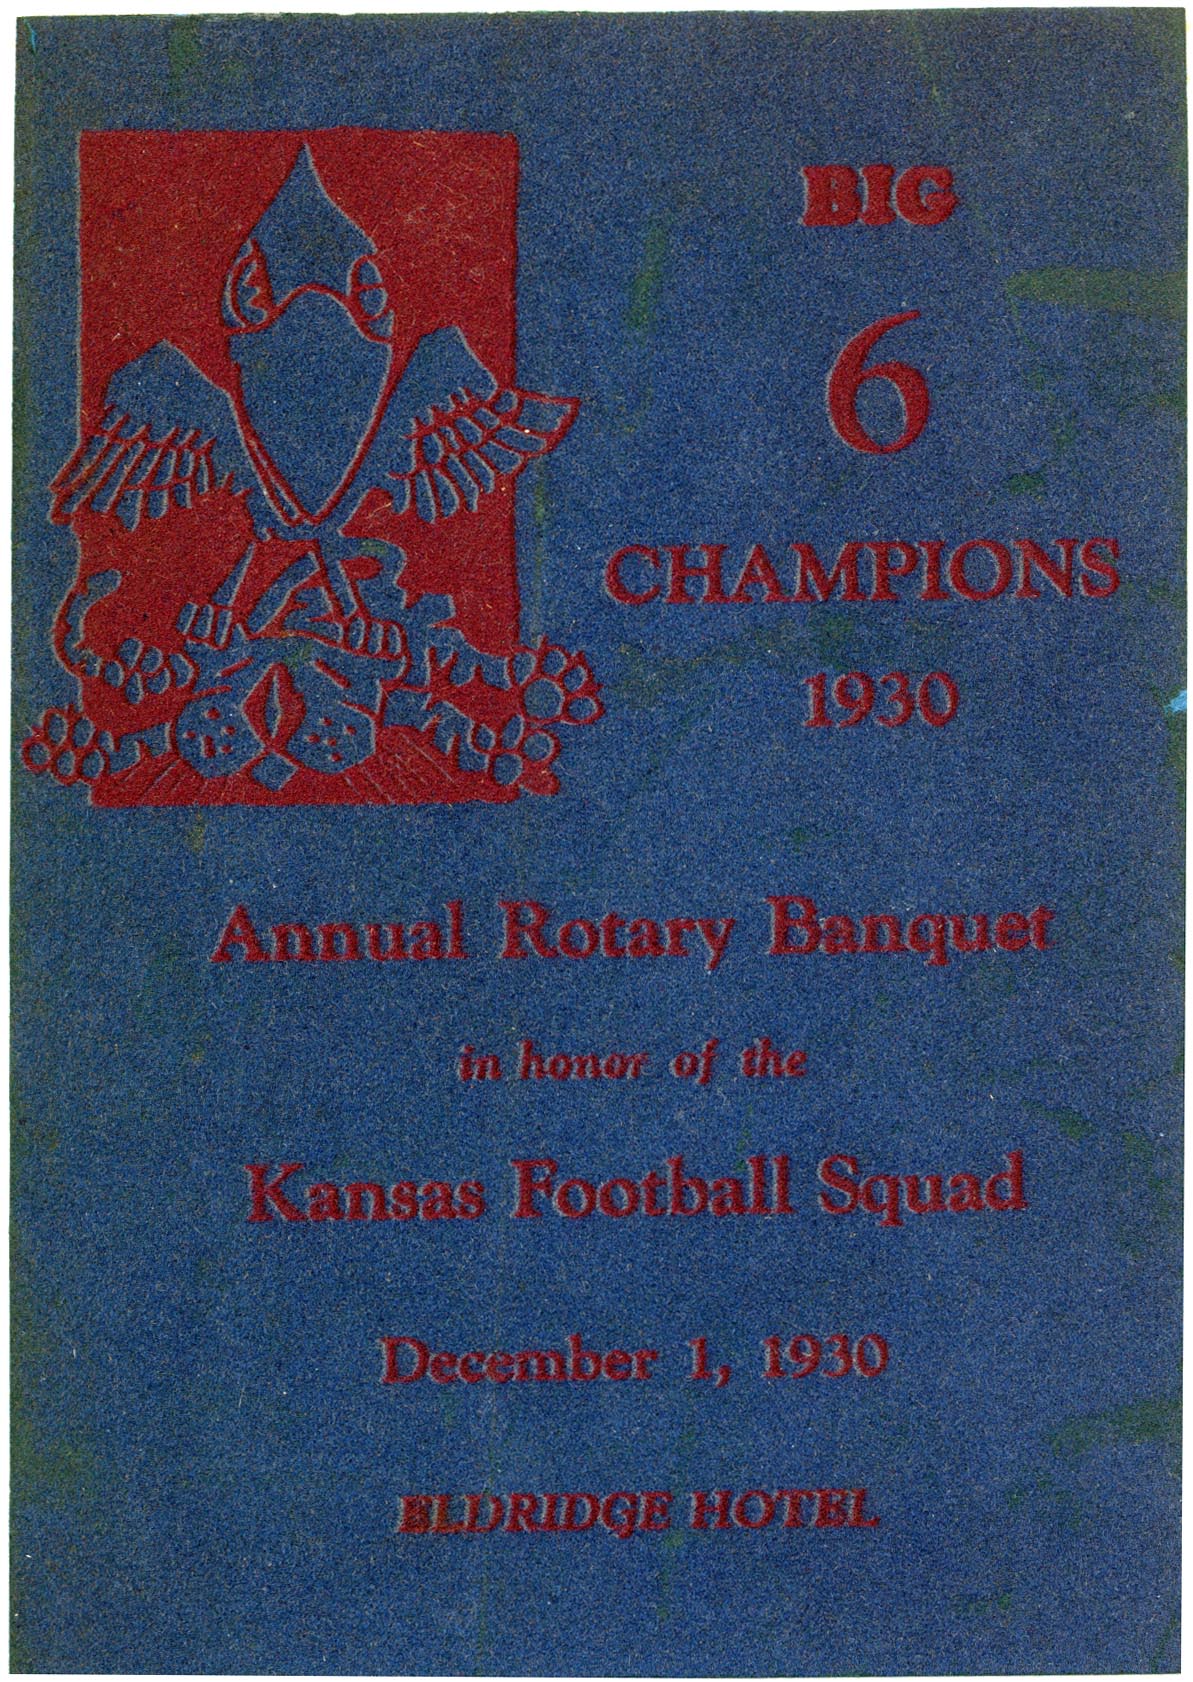 BIG
6
CHAMPIONS
1930
Annual Rotary Banquet
in honor of the
Kansas Football Squad
December 1, 1930
ELDRIDGE HOTEL